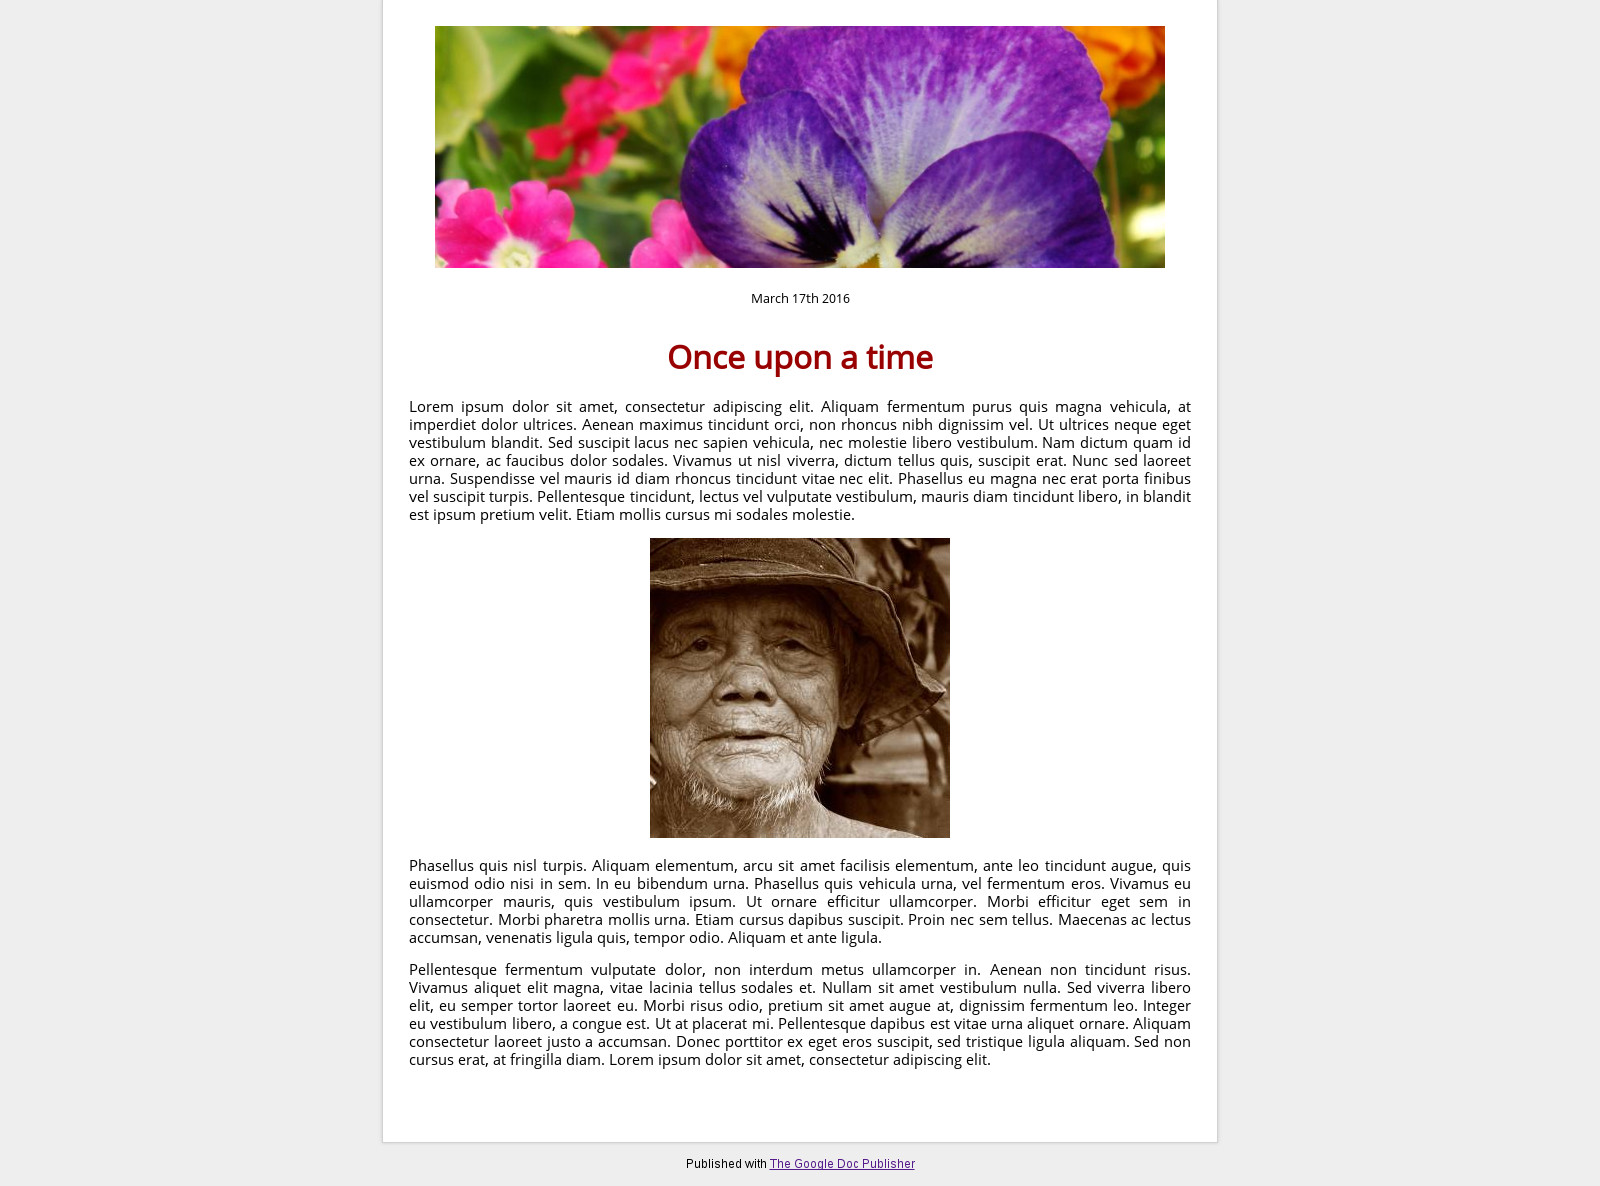 March 17th 2016
Once upon a time
Lorem ipsum dolor sit amet, consectetur adipiscing elit. Aliquam fermentum purus quis magna vehicula, at
imperdiet dolor ultrices. Aenean maximus tincidunt orci, non rhoncus nibh dignissim vel. Ut ultrices neque eget
vestibulum blandit. Sed suscipit lacus nec sapien vehicula, nec molestie libero vestibulum. Nam dictum quam id
ex ornare, ac faucibus dolor sodales. Vivamus ut nisl viverra, dictum tellus quis, suscipit erat. Nunc sed laoreet
urna. Suspendisse vel mauris id diam rhoncus tincidunt vitae nec elit. Phasellus eu magna nec erat porta finibus
vel suscipit turpis. Pellentesque tincidunt, lectus vel vulputate vestibulum, mauris diam tincidunt libero, in blandit
est ipsum pretium velit. Etiam mollis cursus mi sodales molestie.
Phasellus quis nisl turpis. Aliquam elementum, arcu sit amet facilisis elementum, ante leo tincidunt augue, quis
euismod odio nisi in sem. In eu bibendum urna. Phasellus quis vehicula urna, vel fermentum eros. Vivamus eu
ullamcorper mauris, quis vestibulum ipsum. Ut ornare efficitur ullamcorper. Morbi efficitur eget sem in
consectetur. Morbi pharetra mollis urna. Etiam cursus dapibus suscipit. Proin nec sem tellus. Maecenas ac lectus
accumsan, venenatis ligula quis, tempor odio. Aliquam et ante ligula.
Pellentesque fermentum vulputate dolor, non interdum metus ullamcorper in. Aenean non tincidunt risus.
Vivamus aliquet elit magna, vitae lacinia tellus sodales et. Nullam sit amet vestibulum nulla. Sed viverra libero
elit, eu semper tortor laoreet eu. Morbi risus odio, pretium sit amet augue at, dignissim fermentum leo. Integer
eu vestibulum libero, a congue est. Ut at placerat mi. Pellentesque dapibus est vitae urna aliquet ornare. Aliquam
consectetur laoreet justo a accumsan. Donec porttitor ex eget eros suscipit, sed tristique ligula aliquam. Sed non
cursus erat, at fringilla diam. Lorem ipsum dolor sit amet, consectetur adipiscing elit.
Published with The Google Doc Publisher